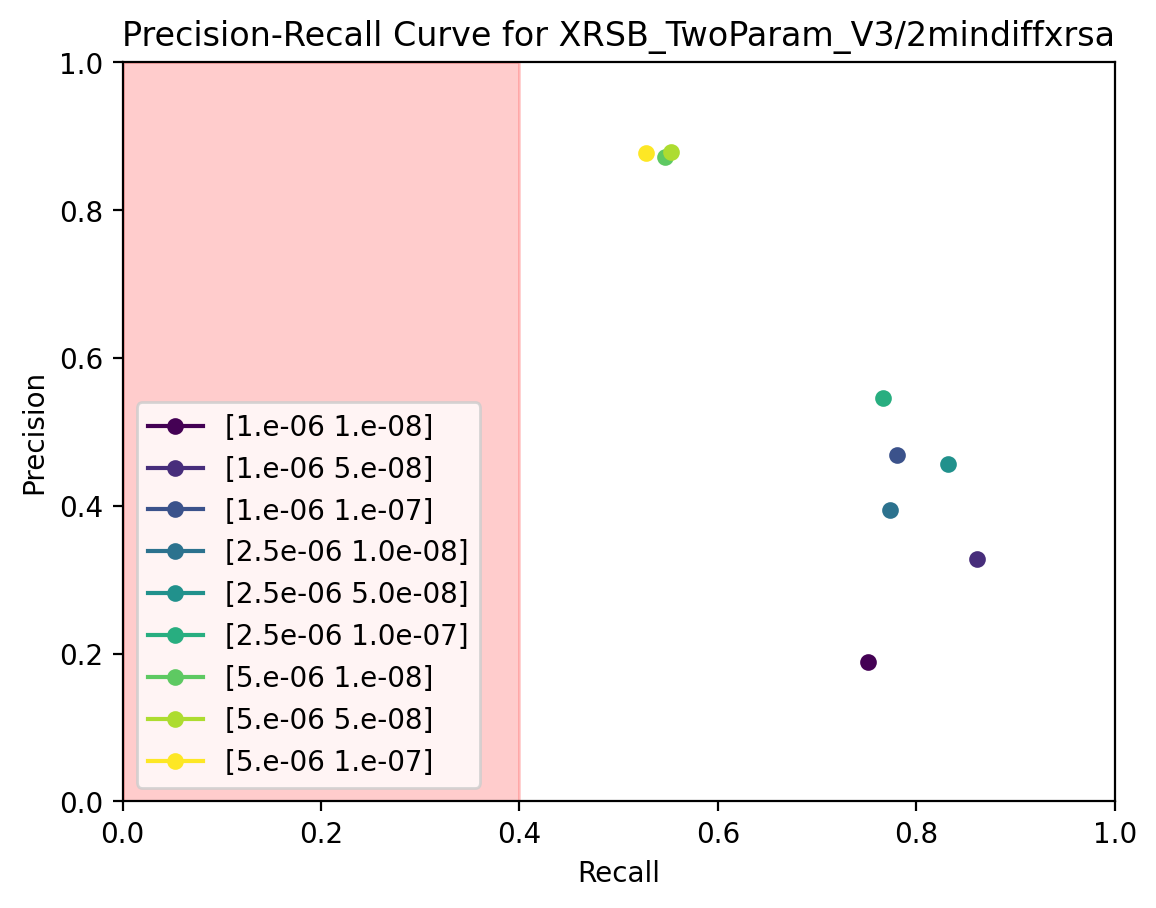 Precision-Recall Curve for XRSB_TwoParam_V3/2mindiffxrsa
1.0
0.8
0.6
0.4
0.2
0.0
Precision
[1.e-06 1.e-08]
[1.e-06 5.e-08]
[1.e-06 1.e-07]
[2.5e-06 1.0e-08]
[2.5e-06 5.0e-08]
[2.5e-06 1.0e-07]
[5.e-06 1.e-08]
[5.e-06 5.e-08]
[5.e-06 1.e-07]
0.0 0.2 0.4 0.6 0.8 1.0
Recall